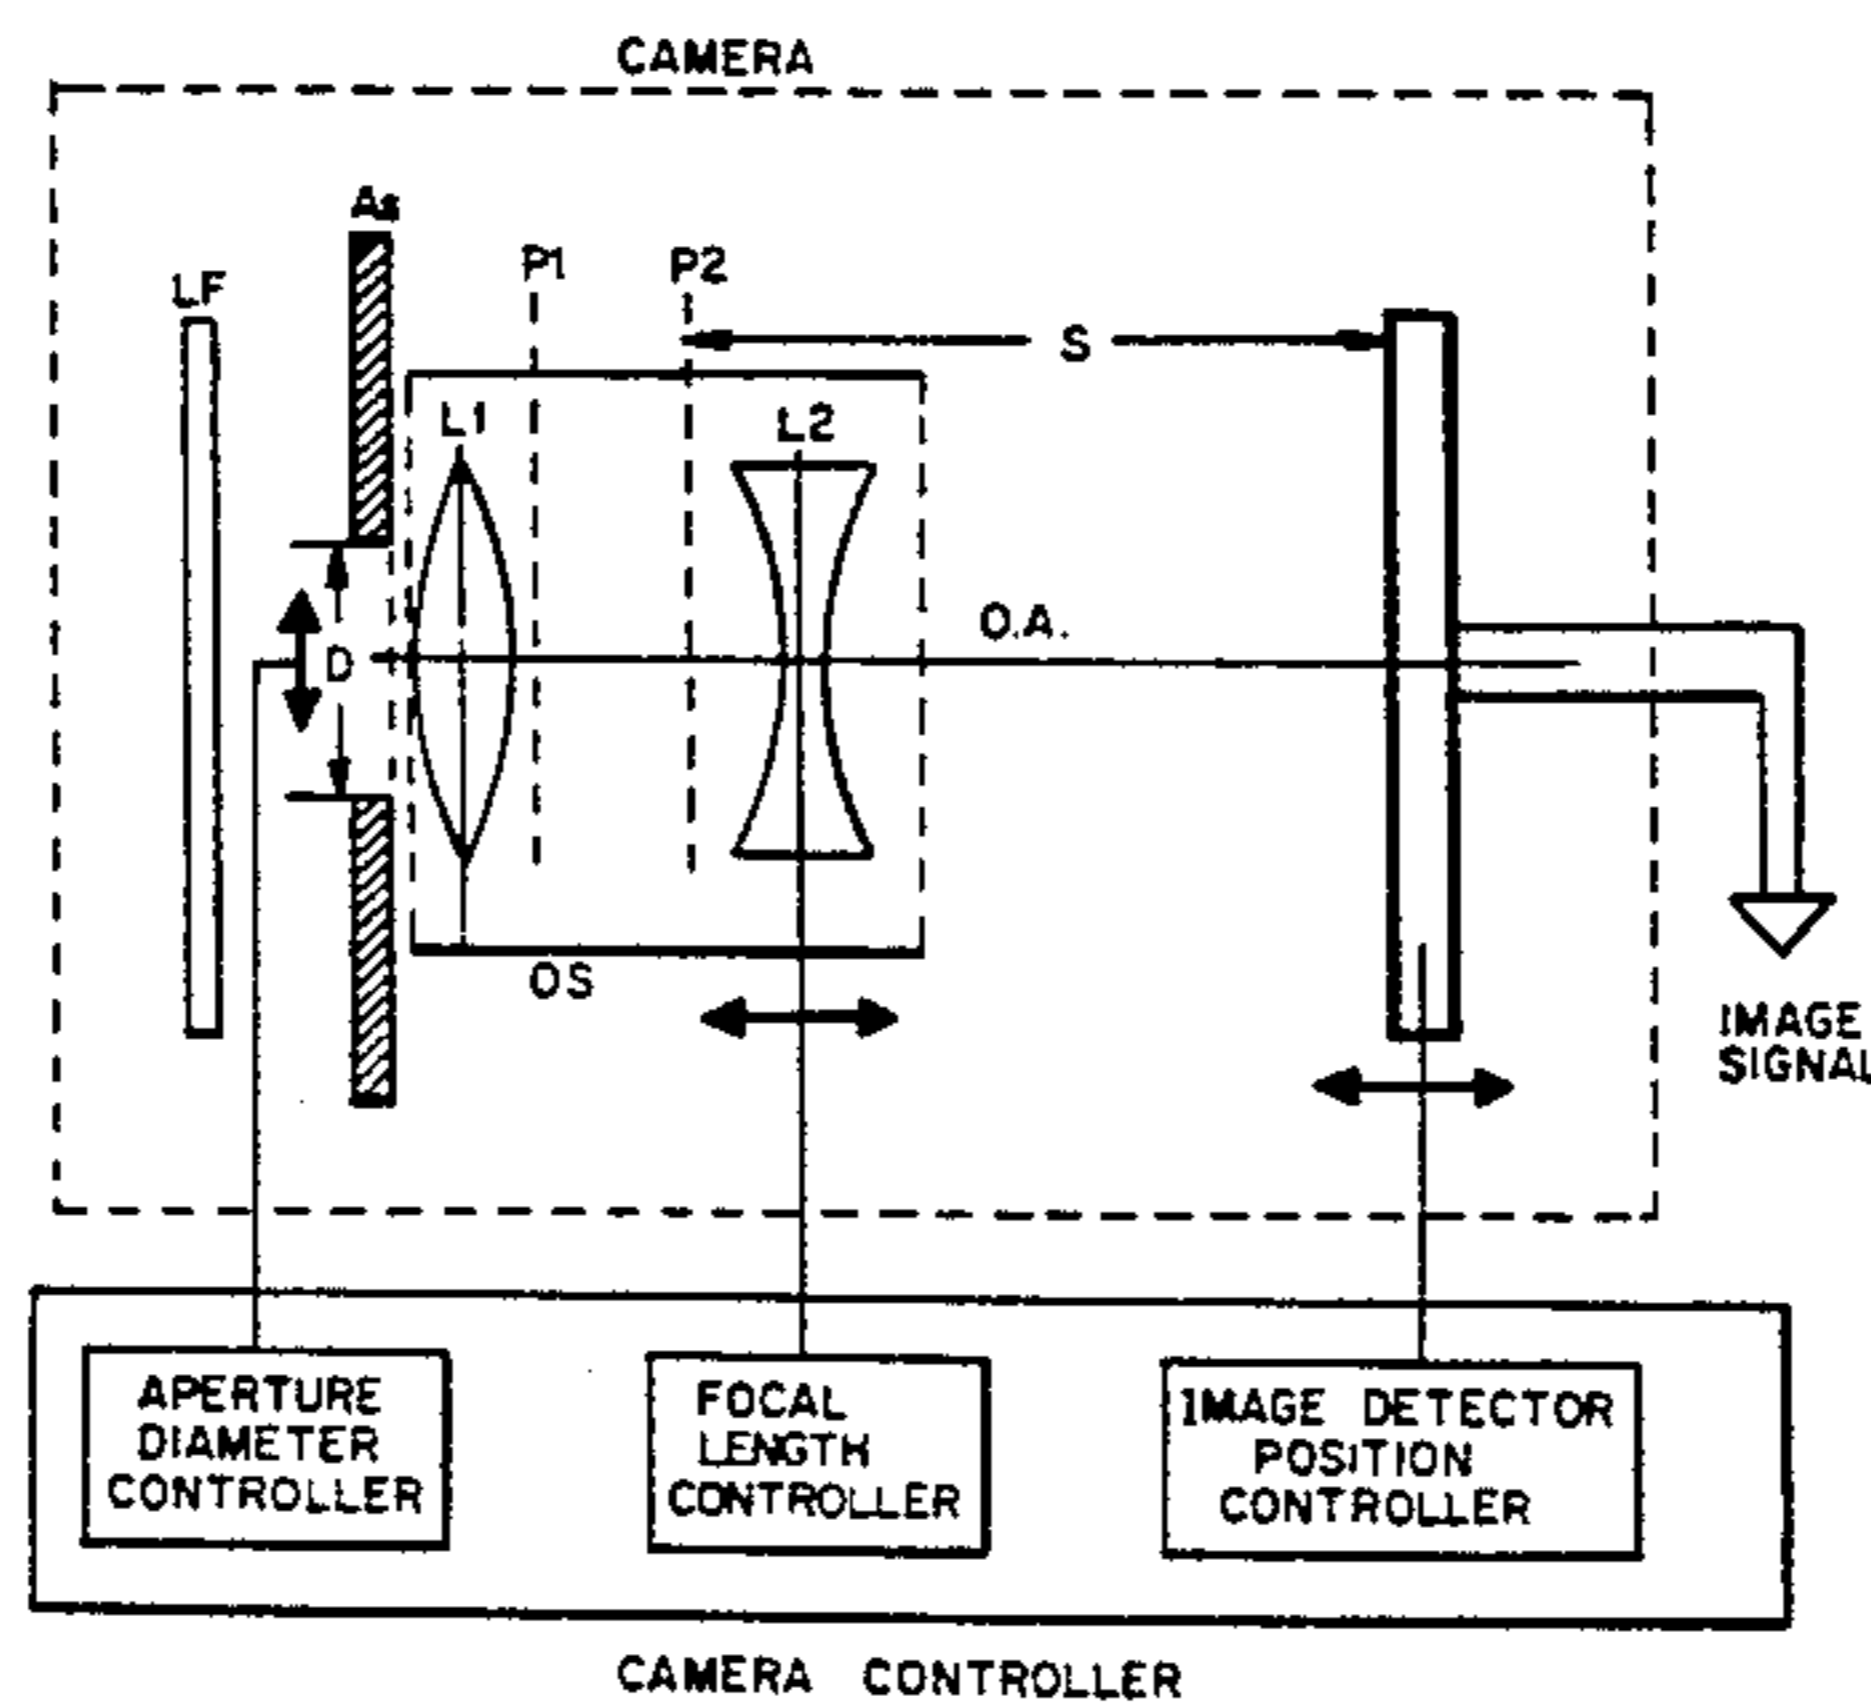 CAMERA
As
LF
P1
P2
S
L1
L2
D
O.A.
OS
IMAGE
SIGNAL
APERTURE
DIAMETER
CONTROLLER
FOCAL
LENGTH
CONTROLLER
IMAGE DETECTOR
POSITION
CONTROLLER
CAMERA CONTROLLER